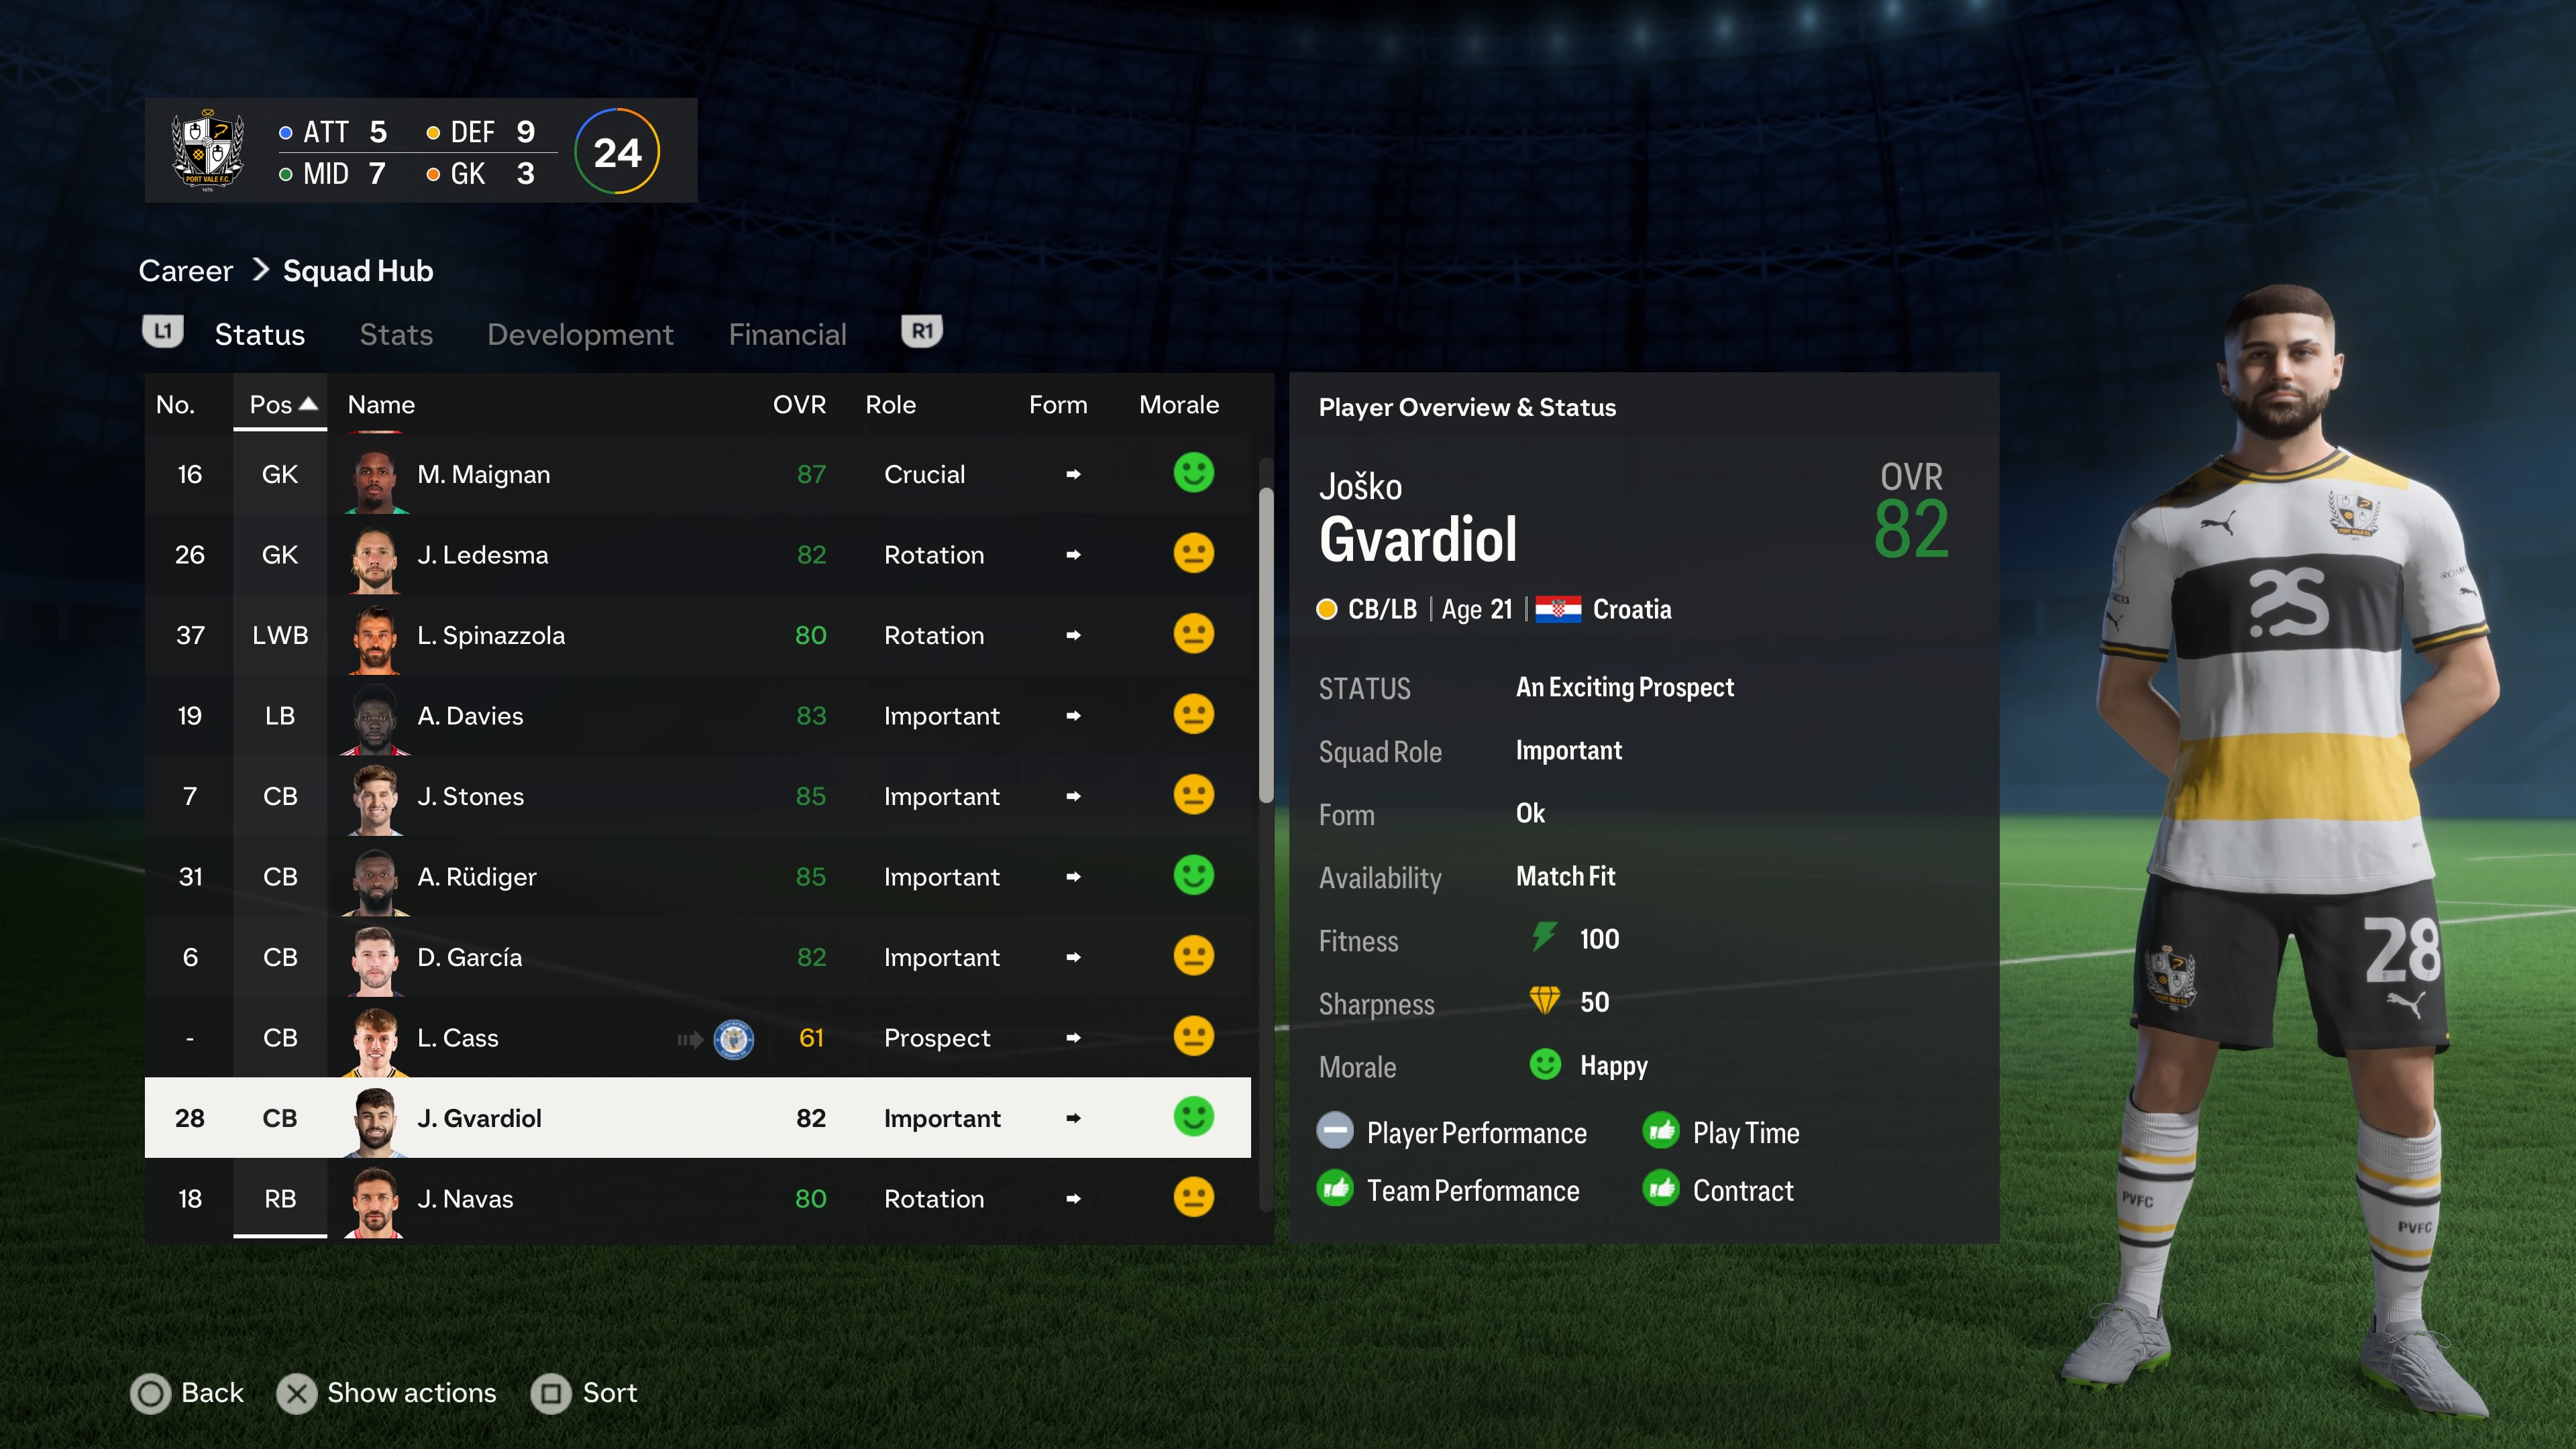 ATT 5 DEF 9
MID 7 GK 3
24
PORT VALE F.C.
1876
Career > Squad Hub
L1 Status Stats Development Financial R1
No. Pos Name OVR Role Form Morale
16 GK M. Maignan 87 Crucial
26 GK J. Ledesma 82 Rotation
37 LWB L. Spinazzola 80 Rotation
19 LB A. Davies 83 Important
7 CB J. Stones 85 Important
31 CB A. Rüdiger 85 Important
6 CB D. García 82 Important
- CB L. Cass 61 Prospect
28 CB J. Gvardiol 82 Important
18 RB J. Navas 80 Rotation
Player Overview & Status
Joško
Gvardiol
OVR
82
CB/LB | Age 21 | Croatia
STATUS An Exciting Prospect
Squad Role Important
Form Ok
Availability Match Fit
Fitness 100
Sharpness 50
Morale Happy
Player Performance Play Time
Team Performance Contract
28
PVFC
PVFC
Back Show actions Sort